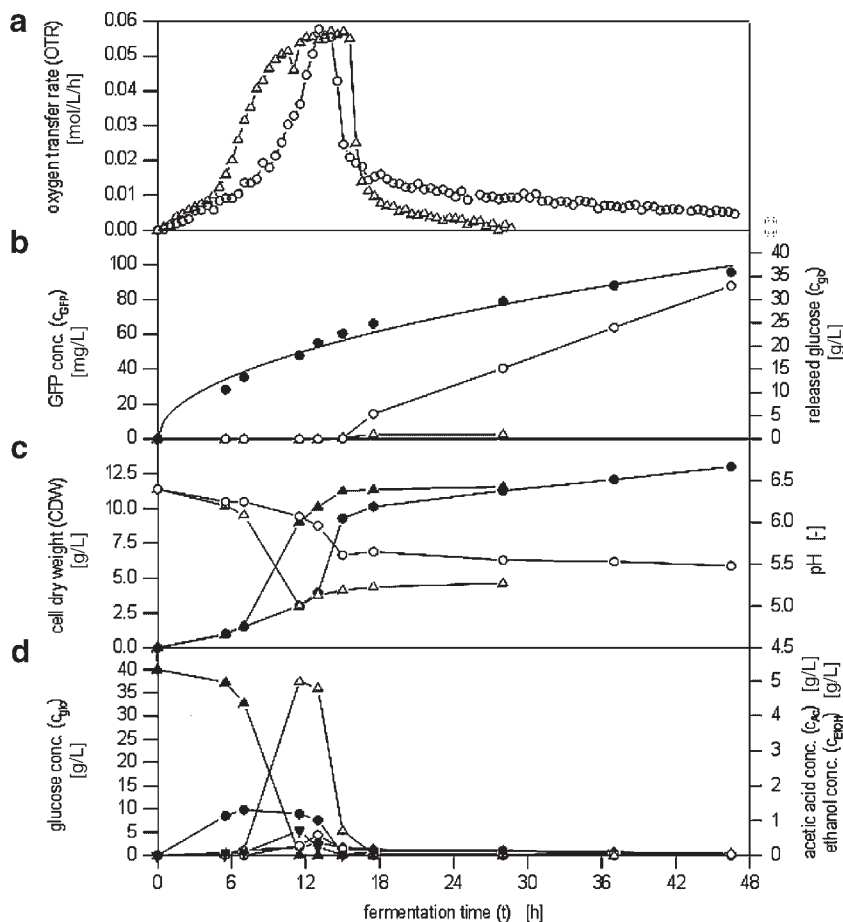 a
oxygen transfer rate (OTR)
[mol/L/h]
0.06
0.05
0.04
0.03
0.02
0.01
0.00
b
GFP conc. (cGFP)
[mg/L]
100
80
60
40
20
0
40
35
30
25
20
15
10
5
0
released glucose (cglc)
[g/L]
c
cell dry weight (CDW)
[g/L]
12.5
10.0
7.5
5.0
2.5
0.0
6.5
6.0
5.5
5.0
4.5
pH [-]
d
glucose conc. (cglc)
[g/L]
40
35
30
25
20
15
10
5
0
5
4
3
2
1
0
acetic acid conc. (cAc) [g/L]
ethanol conc. (cEtOH) [g/L]
0 6 12 18 24 30 36 42 48
fermentation time (t) [h]